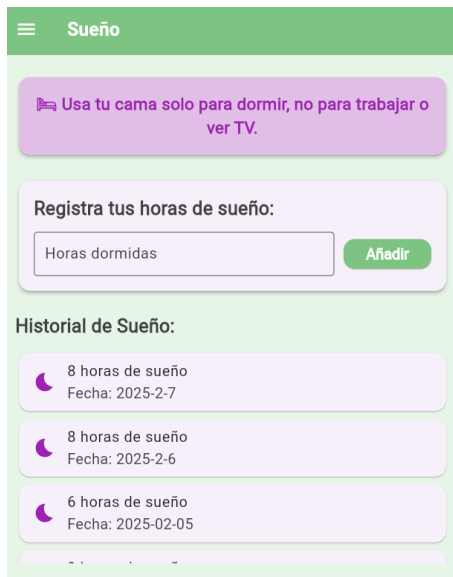 Sueño
Usa tu cama solo para dormir, no para trabajar o
ver TV.
Registra tus horas de sueño:
Horas dormidas
Añadir
Historial de Sueño:
8 horas de sueño
Fecha: 2025-2-7
8 horas de sueño
Fecha: 2025-2-6
6 horas de sueño
Fecha: 2025-02-05